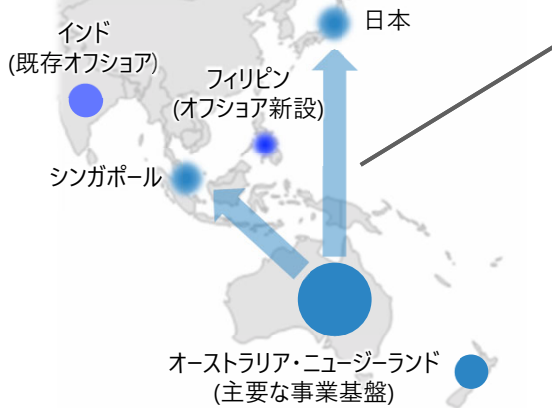 日本
インド
(既存オフショア)
フィリピン
(オフショア新設)
シンガポール
オーストラリア・ニュージーランド
(主要な事業基盤)